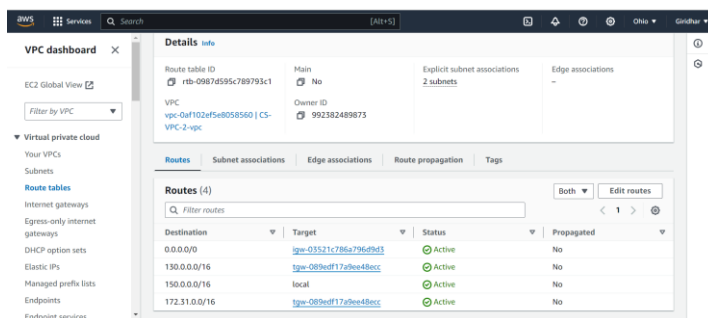 aws Services Search [Alt+S] Ohio Giridhar
VPC dashboard
EC2 Global View
Filter by VPC
Virtual private cloud
Your VPCs
Subnets
Route tables
Internet gateways
Egress-only internet
gateways
DHCP option sets
Elastic IPs
Managed prefix lists
Endpoints
Endpoint services
Details Info
Route table ID Main Explicit subnet associations Edge associations
rtb-0987d595c789793c1 No 2 subnets –
VPC Owner ID
vpc-0af102ef5e8058560 | CS- 992382489873
VPC-2-vpc
Routes Subnet associations Edge associations Route propagation Tags
Routes (4) Both Edit routes
Filter routes 1
Destination Target Status Propagated
0.0.0.0/0 igw-03521c786a796d9d3 Active No
130.0.0.0/16 tgw-089edf17a9ee48ecc Active No
150.0.0.0/16 local Active No
172.31.0.0/16 tgw-089edf17a9ee48ecc Active No